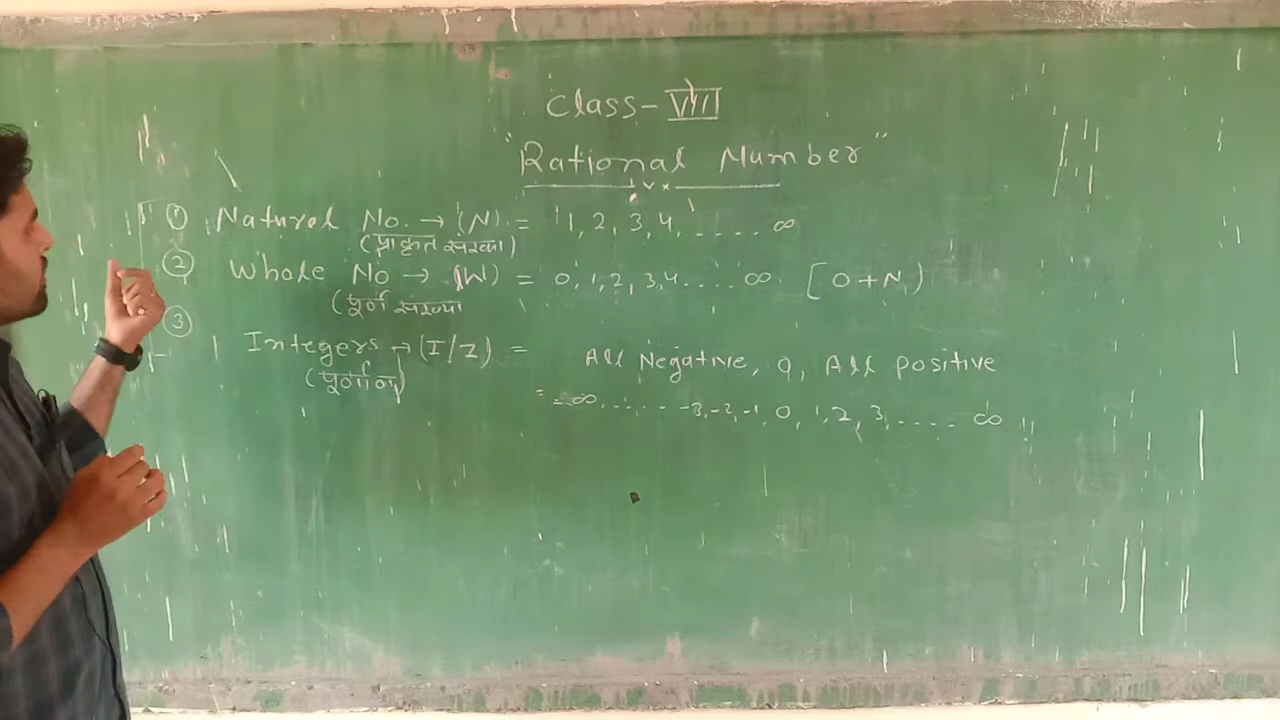 Class-VIII
"Rational Number"
① Natural No. → (N) = 1, 2, 3, 4, ...... ∞
(प्राकृत संख्या)
② Whole No → (W) = 0, 1, 2, 3, 4.... ∞ [0+N)
(पूर्ण संख्या
③ Integers → (I/Z) = All Negative, 0, All positive
(पूर्णांक)
= -∞, ...... -3, -2, -1, 0, 1, 2, 3, ..... ∞